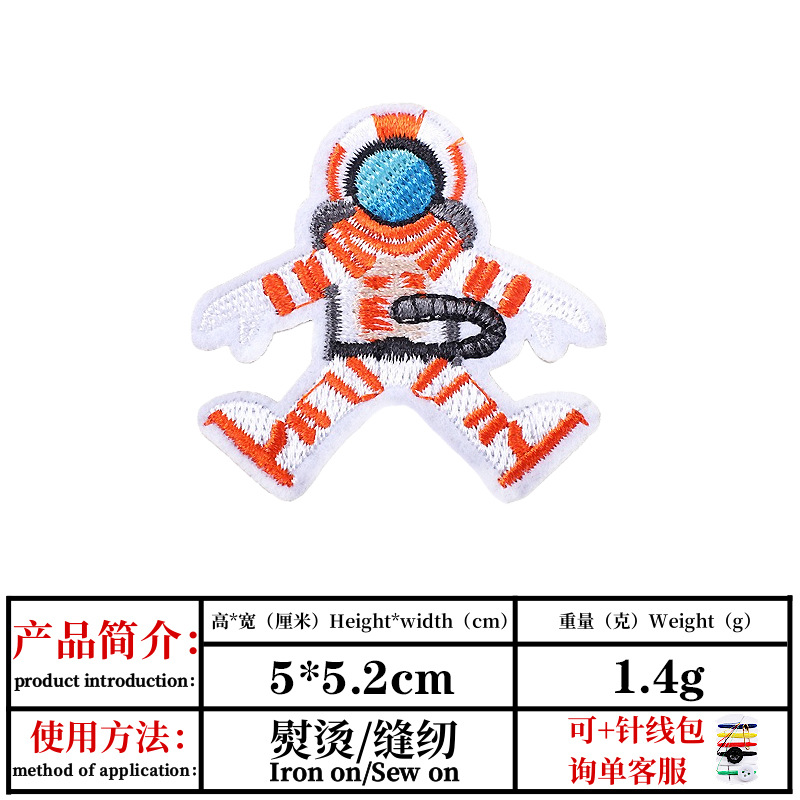 产品简介：
product introduction:
高*宽（厘米）Height*width（cm）
重量（克）Weight（g）
5*5.2cm
1.4g
使用方法：
method of application:
熨烫/缝纫
Iron on/Sew on
可+针线包
询单客服